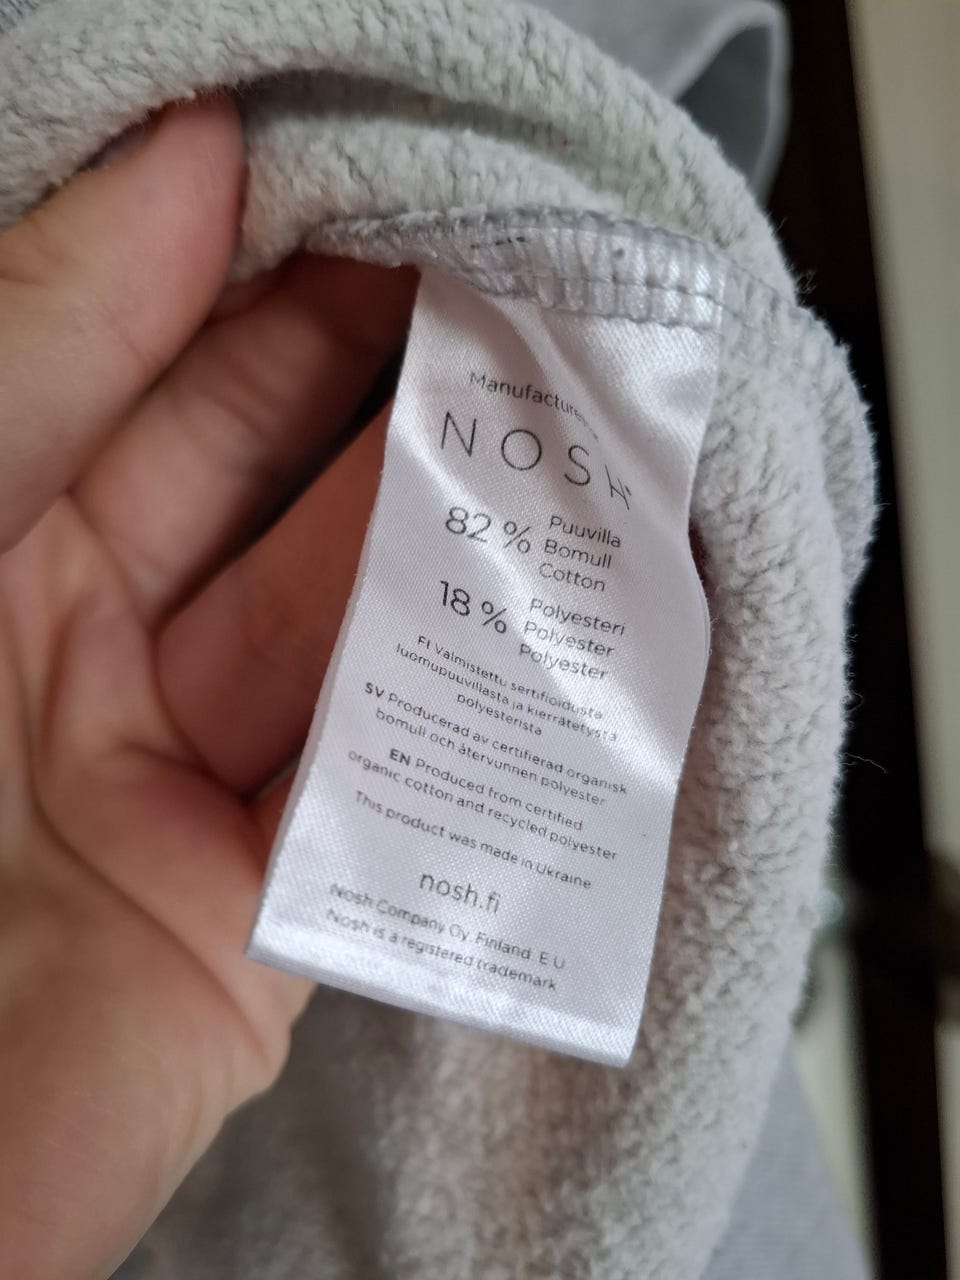 Manufacturer
NOSH
82 % Puuvilla
Bomull
Cotton
18 % Polyesteri
Polyester
Polyester
FI Valmistettu sertifioidusta
luomupuuvillasta ja kierrätetystä
polyesteristä
SV Producerad av certifierad organisk
bomull och återvunnen polyester
EN Produced from certified
organic cotton and recycled polyester
This product was made in Ukraine
nosh.fi
Nosh Company Oy. Finland. E U
Nosh is a registered trademark